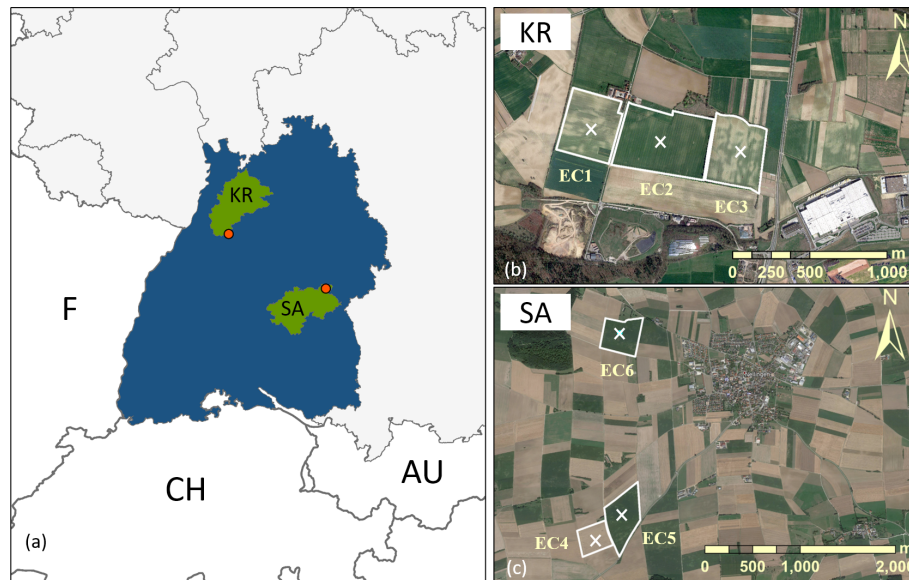 KR
SA
F
CH
AU
(a)
KR
N
EC1
EC2
EC3
m
0 250 500 1,000
(b)
SA
N
EC6
EC4
EC5
m
0 500 1,000 2,000
(c)